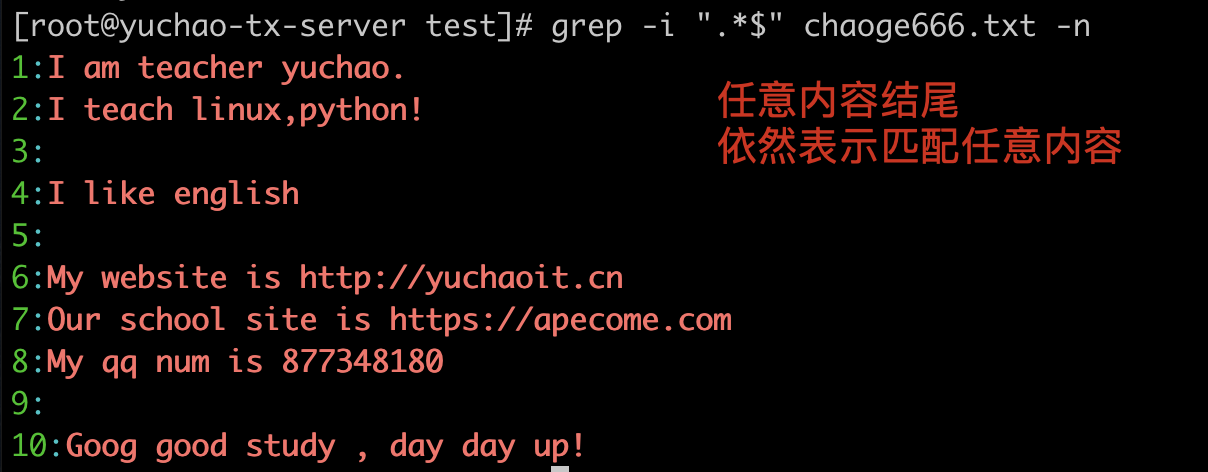 [root@yuchao-tx-server test]# grep -i ".*$" chaoge666.txt -n
1:I am teacher yuchao.
2:I teach linux,python!
任意内容结尾
依然表示匹配任意内容
3:
4:I like english
5:
6:My website is http://yuchaoit.cn
7:Our school site is https://apecome.com
8:My qq num is 877348180
9:
10:Goog good study , day day up!